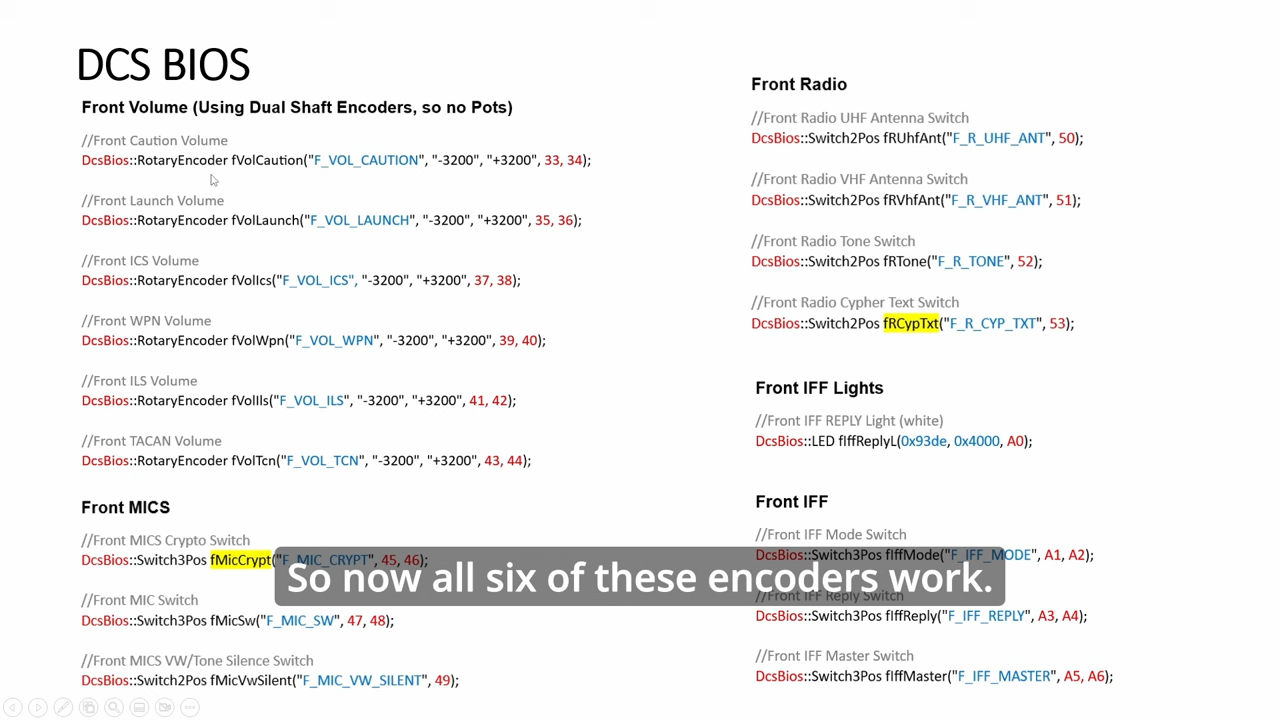 DCS BIOS
Front Volume (Using Dual Shaft Encoders, so no Pots)
//Front Caution Volume
DcsBios::RotaryEncoder fVolCaution("F_VOL_CAUTION", "-3200", "+3200", 33, 34);
//Front Launch Volume
DcsBios::RotaryEncoder fVolLaunch("F_VOL_LAUNCH", "-3200", "+3200", 35, 36);
//Front ICS Volume
DcsBios::RotaryEncoder fVolIcs("F_VOL_ICS", "-3200", "+3200", 37, 38);
//Front WPN Volume
DcsBios::RotaryEncoder fVolWpn("F_VOL_WPN", "-3200", "+3200", 39, 40);
//Front ILS Volume
DcsBios::RotaryEncoder fVolIls("F_VOL_ILS", "-3200", "+3200", 41, 42);
//Front TACAN Volume
DcsBios::RotaryEncoder fVolTcn("F_VOL_TCN", "-3200", "+3200", 43, 44);
Front MICS
//Front MICS Crypto Switch
DcsBios::Switch3Pos fMicCrypt("F_MIC_CRYPT", 45, 46);
//Front MIC Switch
DcsBios::Switch3Pos fMicSw("F_MIC_SW", 47, 48);
//Front MICS VW/Tone Silence Switch
DcsBios::Switch2Pos fMicVwSilent("F_MIC_VW_SILENT", 49);
Front Radio
//Front Radio UHF Antenna Switch
DcsBios::Switch2Pos fRUhfAnt("F_R_UHF_ANT", 50);
//Front Radio VHF Antenna Switch
DcsBios::Switch2Pos fRVhfAnt("F_R_VHF_ANT", 51);
//Front Radio Tone Switch
DcsBios::Switch2Pos fRTone("F_R_TONE", 52);
//Front Radio Cypher Text Switch
DcsBios::Switch2Pos fRCypTxt("F_R_CYP_TXT", 53);
Front IFF Lights
//Front IFF REPLY Light (white)
DcsBios::LED fIffReplyL(0x93de, 0x4000, A0);
Front IFF
//Front IFF Mode Switch
DcsBios::Switch3Pos fIffMode("F_IFF_MODE", A1, A2);
//Front IFF Reply Switch
DcsBios::Switch3Pos fIffReply("F_IFF_REPLY", A3, A4);
//Front IFF Master Switch
DcsBios::Switch3Pos fIffMaster("F_IFF_MASTER", A5, A6);
So now all six of these encoders work.